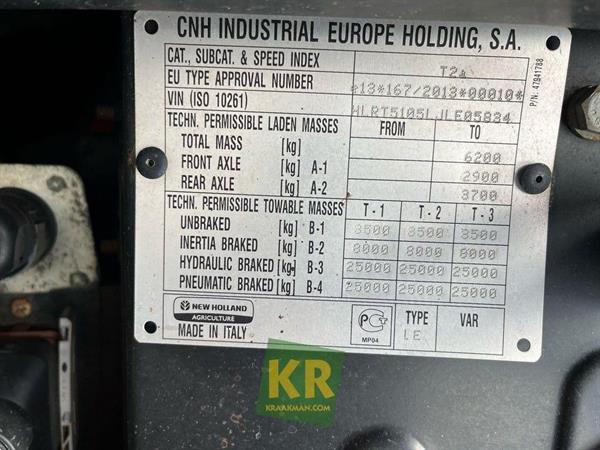 CNH INDUSTRIAL EUROPE HOLDING, S.A.
CAT., SUBCAT. & SPEED INDEX T2a
EU TYPE APPROVAL NUMBER e13*167/2013*00010*
VIN (ISO 10261) HLRT5105LJLE05834
TECHN. PERMISSIBLE LADEN MASSES FROM TO
TOTAL MASS [kg] 6200
FRONT AXLE [kg] A-1 2900
REAR AXLE [kg] A-2 3700
TECHN. PERMISSIBLE TOWABLE MASSES T-1 T-2 T-3
UNBRAKED [kg] B-1 3500 3500 3500
INERTIA BRAKED [kg] B-2 8000 8000 8000
HYDRAULIC BRAKED [kg] B-3 25000 25000 25000
PNEUMATIC BRAKED [kg] B-4 25000 25000 25000
NEW HOLLAND
AGRICULTURE
MADE IN ITALY
MP04
TYPE VAR
LE
P/N: 47941788
KR
KRAAKMAN.COM